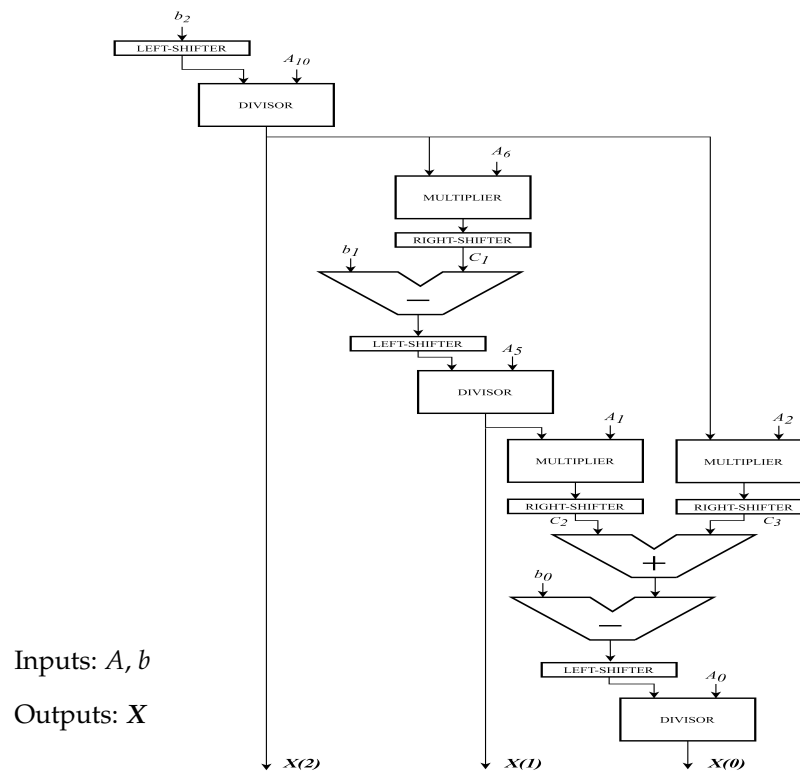 b2
LEFT-SHIFTER
A10
DIVISOR
A6
MULTIPLIER
RIGHT-SHIFTER
b1
C1
−
LEFT-SHIFTER
A5
DIVISOR
A1
A2
MULTIPLIER
MULTIPLIER
RIGHT-SHIFTER
RIGHT-SHIFTER
C2
C3
+
b0
−
LEFT-SHIFTER
A0
DIVISOR
Inputs: A, b
Outputs: X
X(2)
X(1)
X(0)